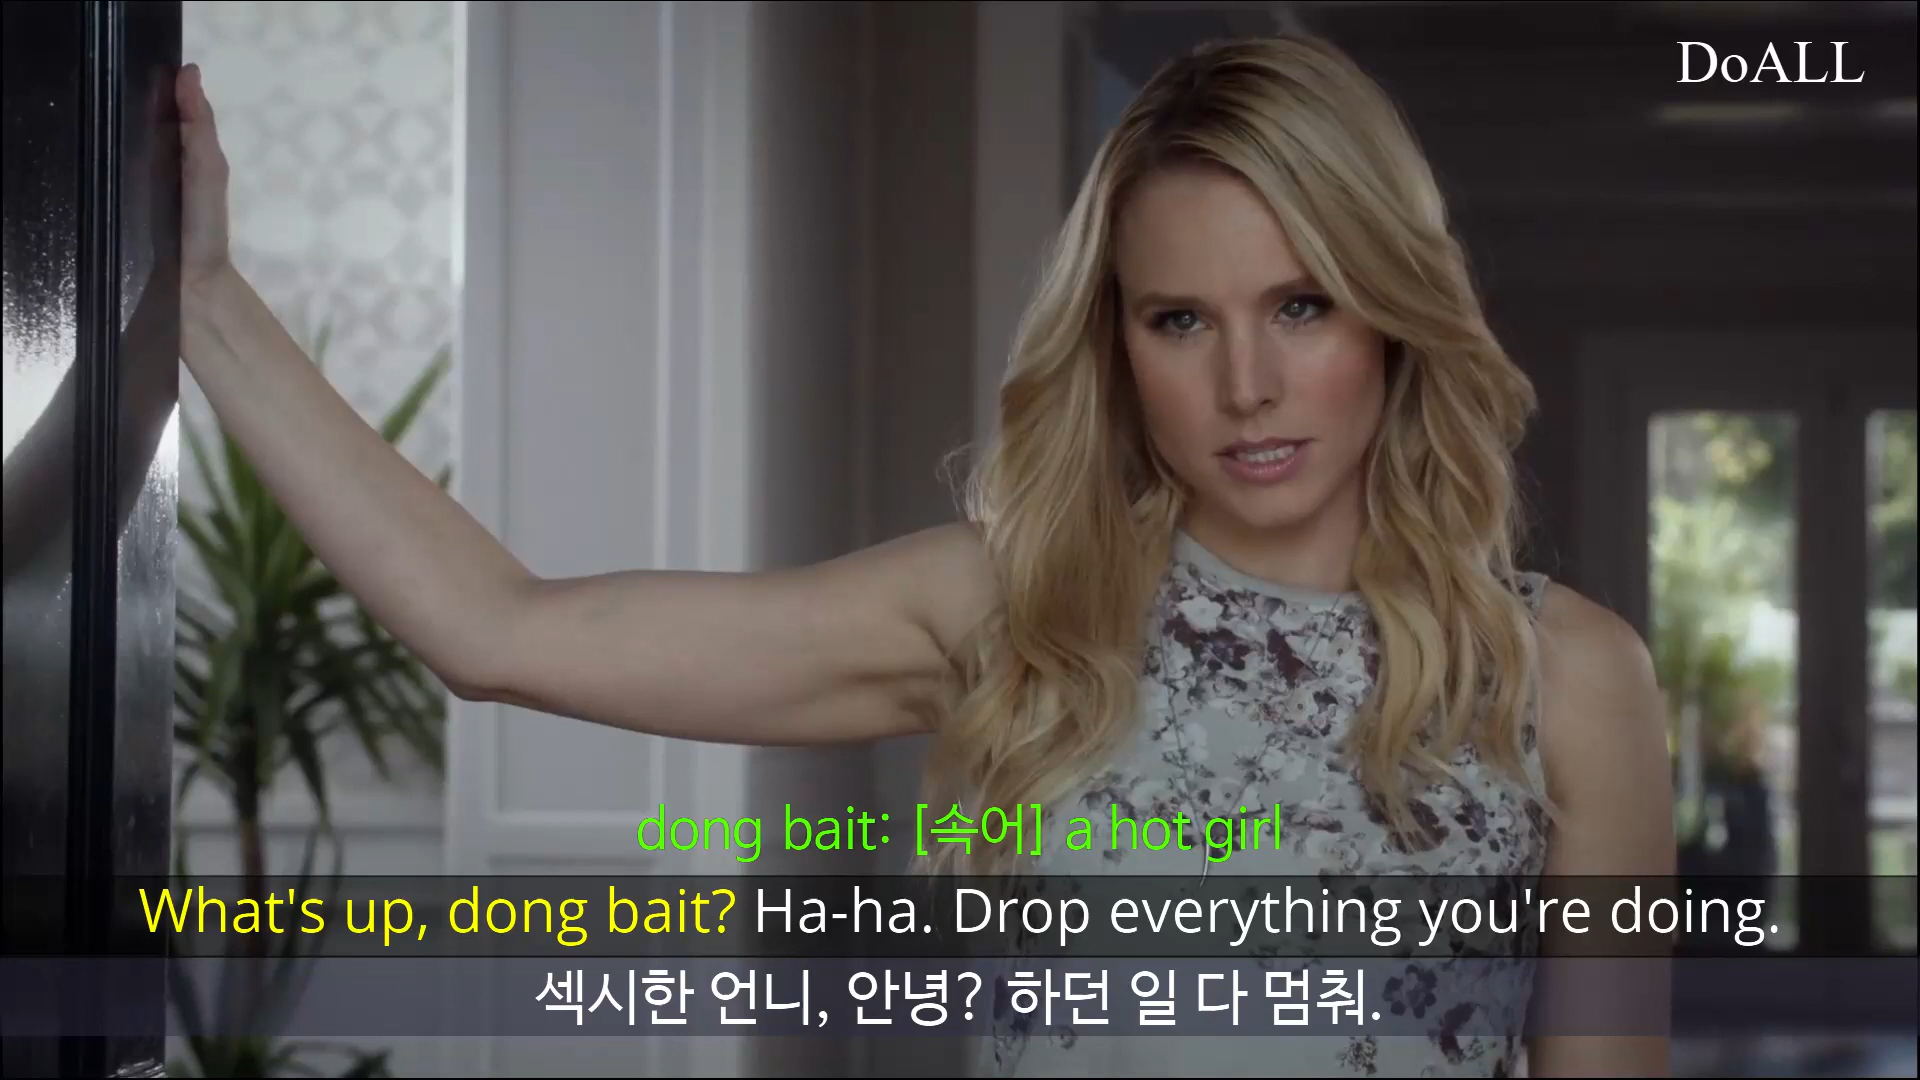 DoALL
dong bait: [속어] a hot girl
What's up, dong bait? Ha-ha. Drop everything you're doing.
섹시한 언니, 안녕? 하던 일 다 멈춰.